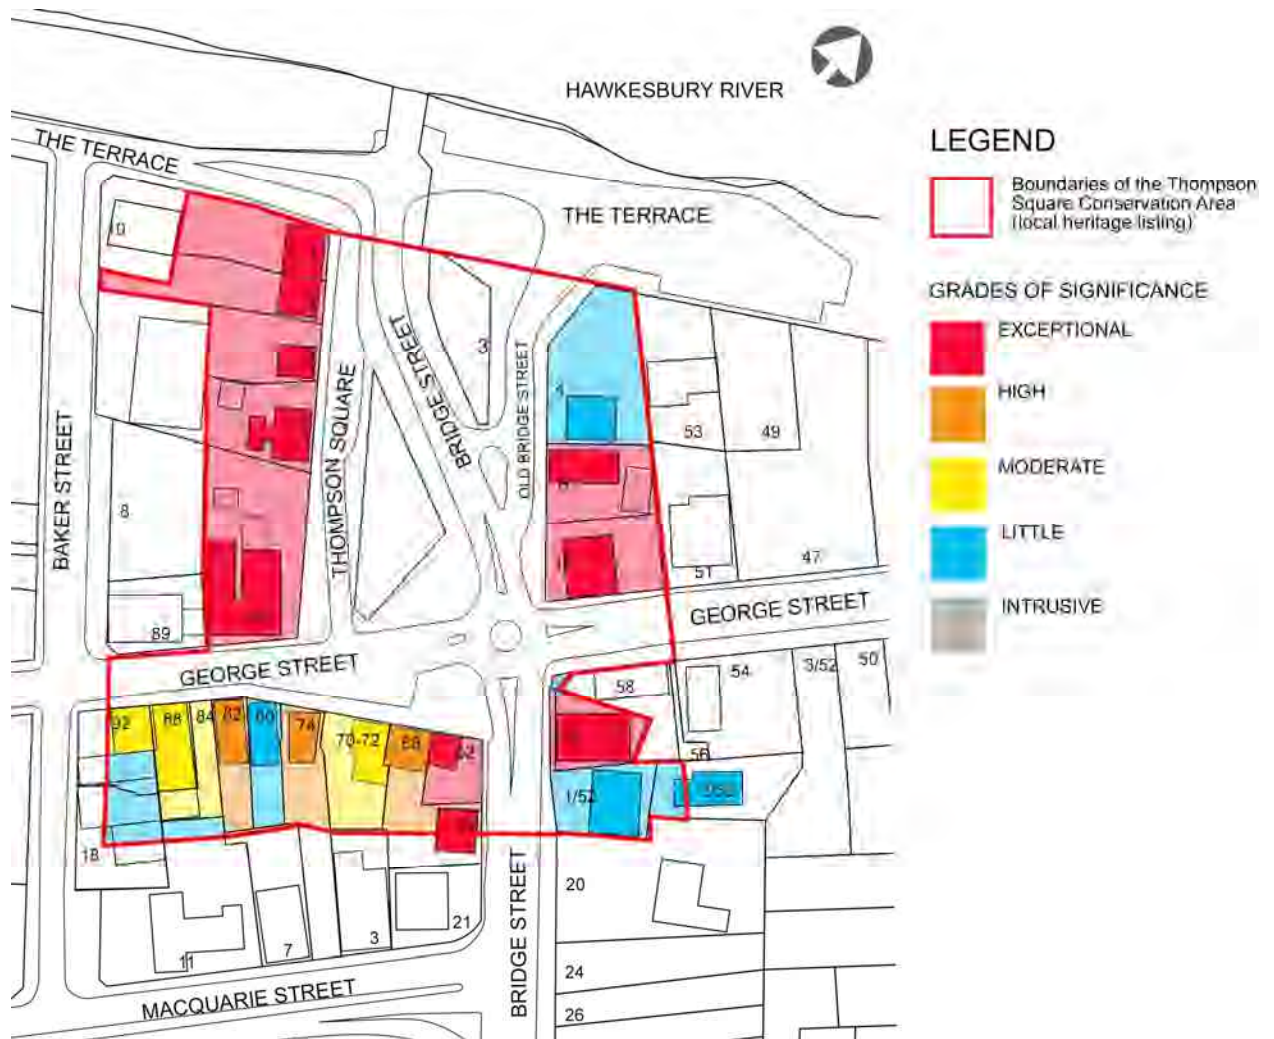 HAWKESBURY RIVER
THE TERRACE
THE TERRACE
LEGEND
Boundaries of the Thompson
Square Conservation Area
(local heritage listing)
GRADES OF SIGNIFICANCE
EXCEPTIONAL
HIGH
MODERATE
LITTLE
INTRUSIVE
BAKER STREET
THOMPSON SQUARE
BRIDGE STREET
OLD BRIDGE STREET
3
4
53
49
8
51
47
89
GEORGE STREET
GEORGE STREET
92
88
84
82
80
74
70-72
68
62
58
54
3/52
50
56
1/52
18
11
7
3
21
20
24
26
BRIDGE STREET
MACQUARIE STREET